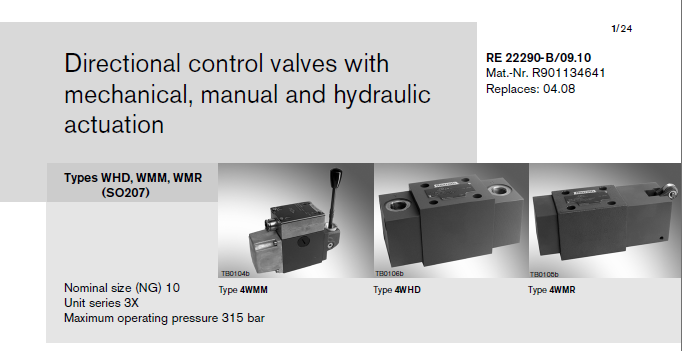 1/24
Directional control valves with
mechanical, manual and hydraulic
actuation
RE 22290-B/09.10
Mat.-Nr. R901134641
Replaces: 04.08
Types WHD, WMM, WMR
(SO207)
TB0104b
TB0106b
TB0105b
Nominal size (NG) 10
Unit series 3X
Maximum operating pressure 315 bar
Type 4WMM
Type 4WHD
Type 4WMR